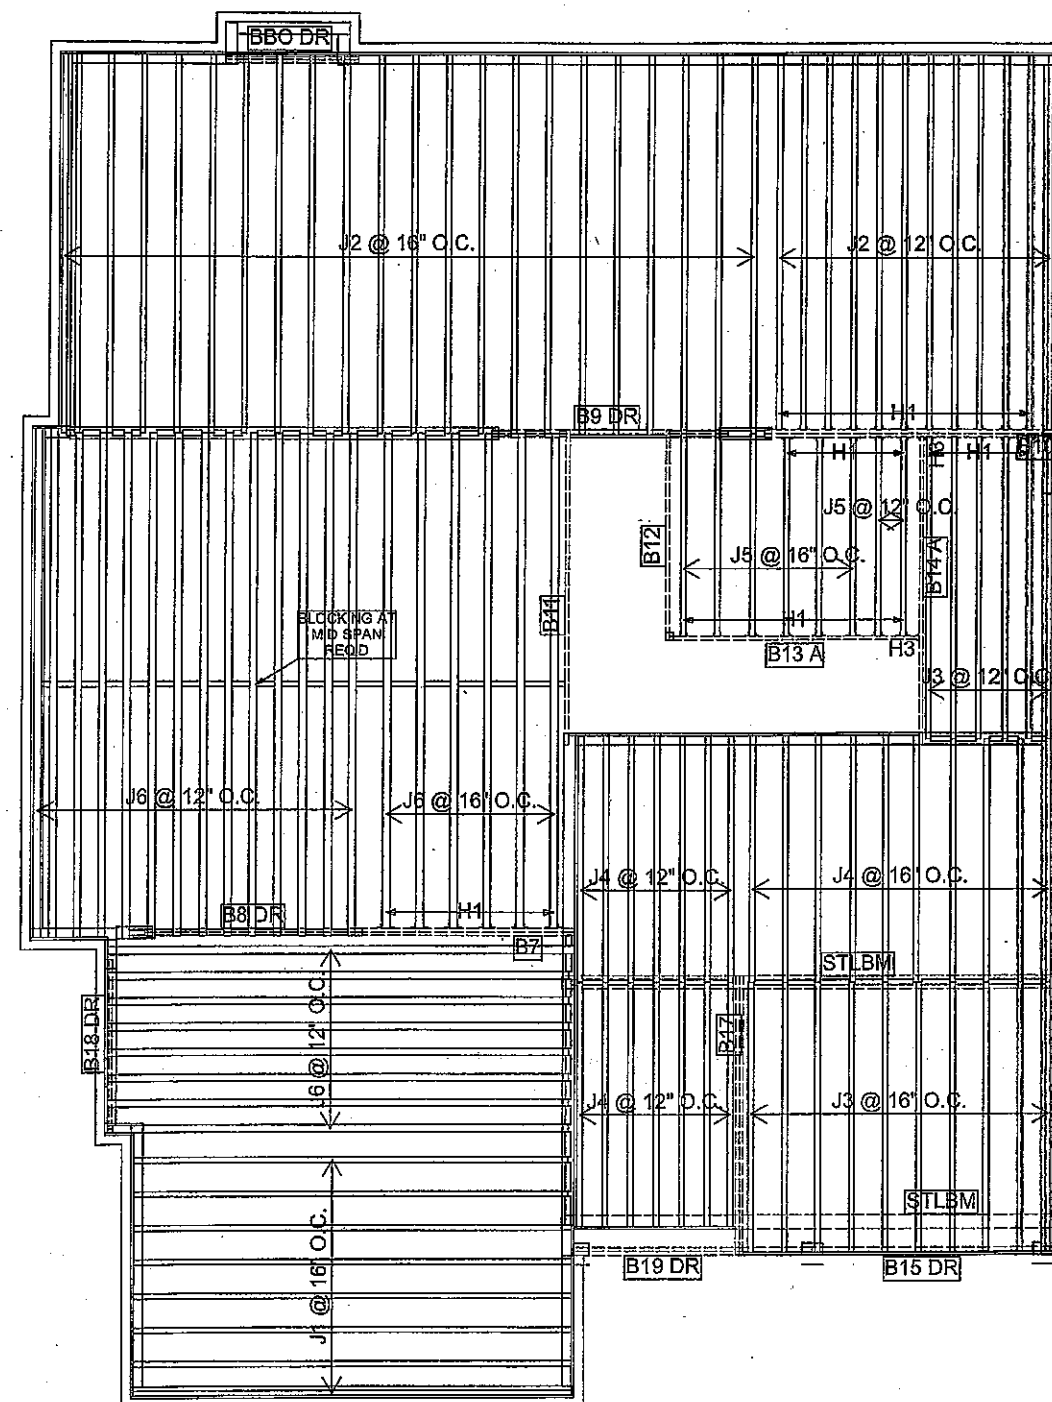 BBO DR
J2 @ 16" O.C.
J2 @ 12" O.C.
B9 DR
H1
H1
H3
H1
J5 @ 12" O.C.
B12
J5 @ 16" O.C.
B14 A
B11
H1
BLOCKING AT
MID SPAN
REQ'D
B13 A
H3
J3 @ 12" O.C.
J6 @ 12" O.C.
J6 @ 16" O.C.
J4 @ 12" O.C.
J4 @ 16" O.C.
B8 DR
H1
B7
STLBM
J6 @ 12" O.C.
B18 DR
B17
J4 @ 12" O.C.
J3 @ 16" O.C.
STLBM
J1 @ 16" O.C.
B19 DR
B15 DR